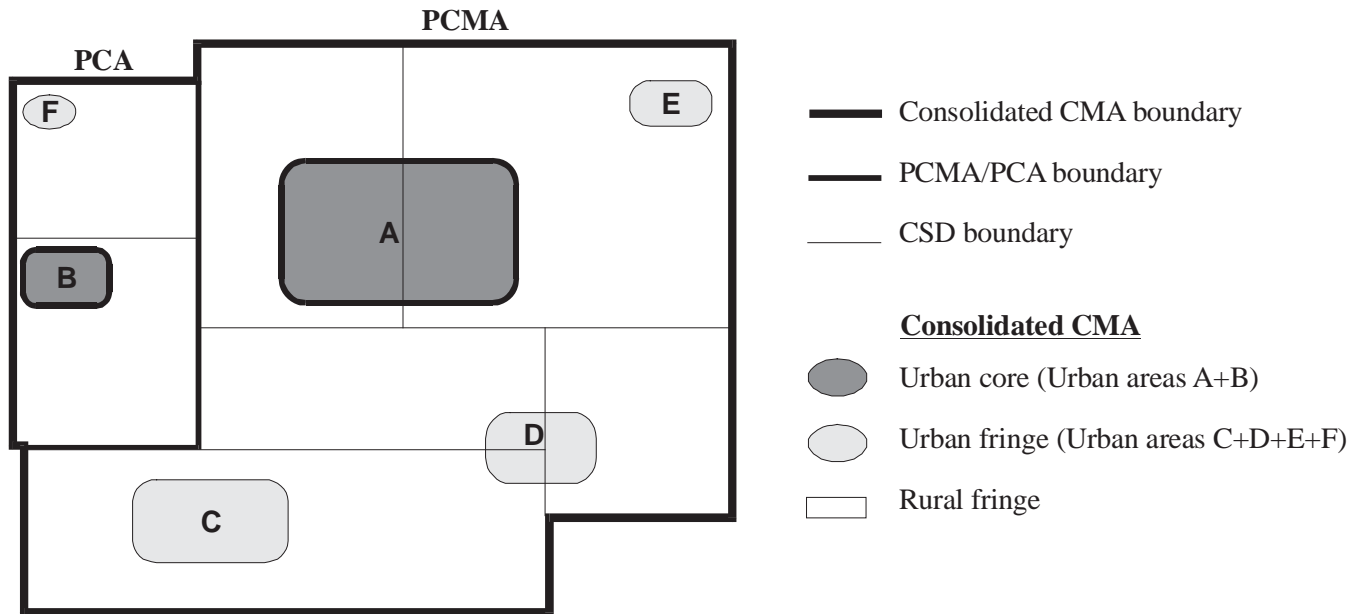 PCMA
PCA
F
E
A
B
D
C
Consolidated CMA boundary
PCMA/PCA boundary
CSD boundary
Consolidated CMA
Urban core (Urban areas A+B)
Urban fringe (Urban areas C+D+E+F)
Rural fringe